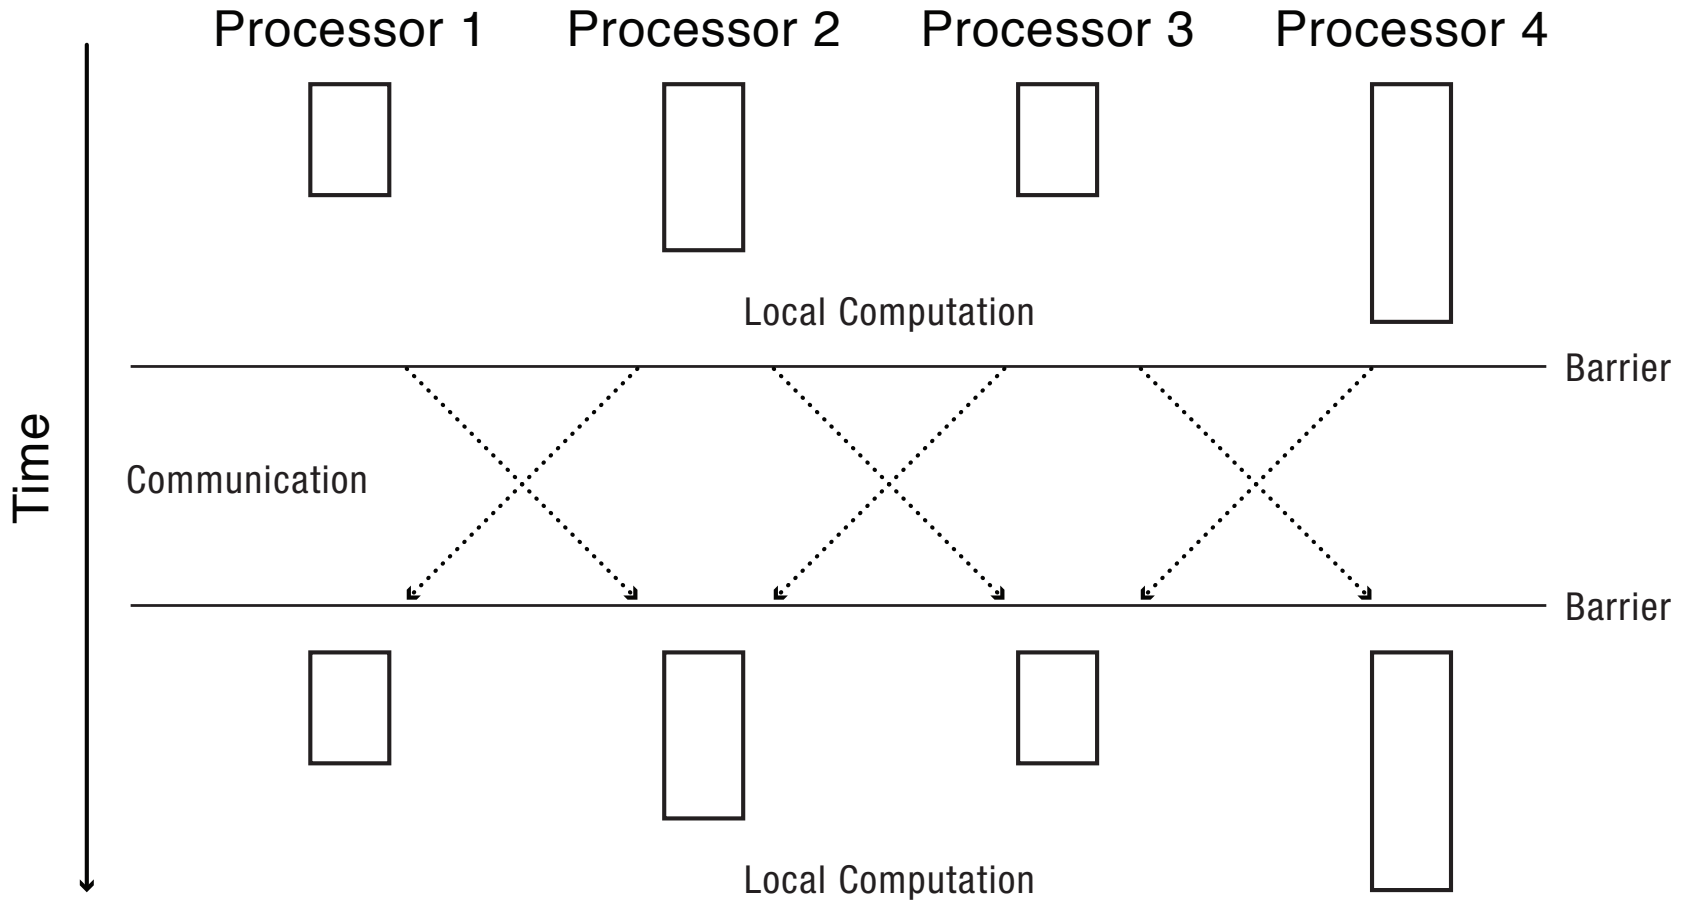 Processor 1 Processor 2 Processor 3 Processor 4
Local Computation
Barrier
Time
Communication
Barrier
Local Computation